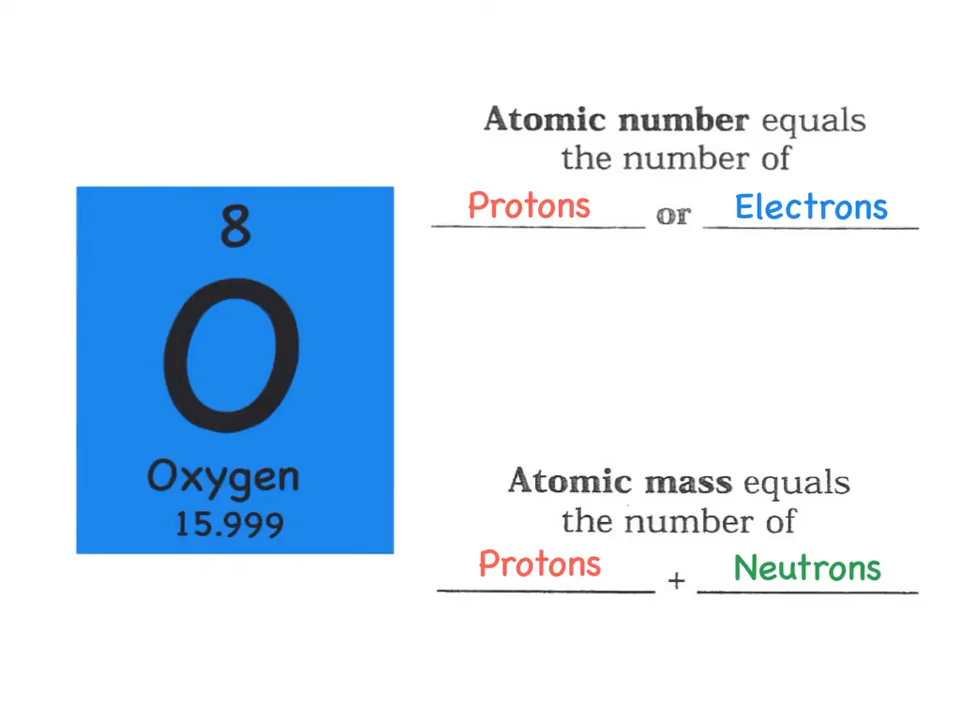 8
O
Oxygen
15.999
Atomic number equals
the number of
Protons or Electrons
Atomic mass equals
the number of
Protons + Neutrons